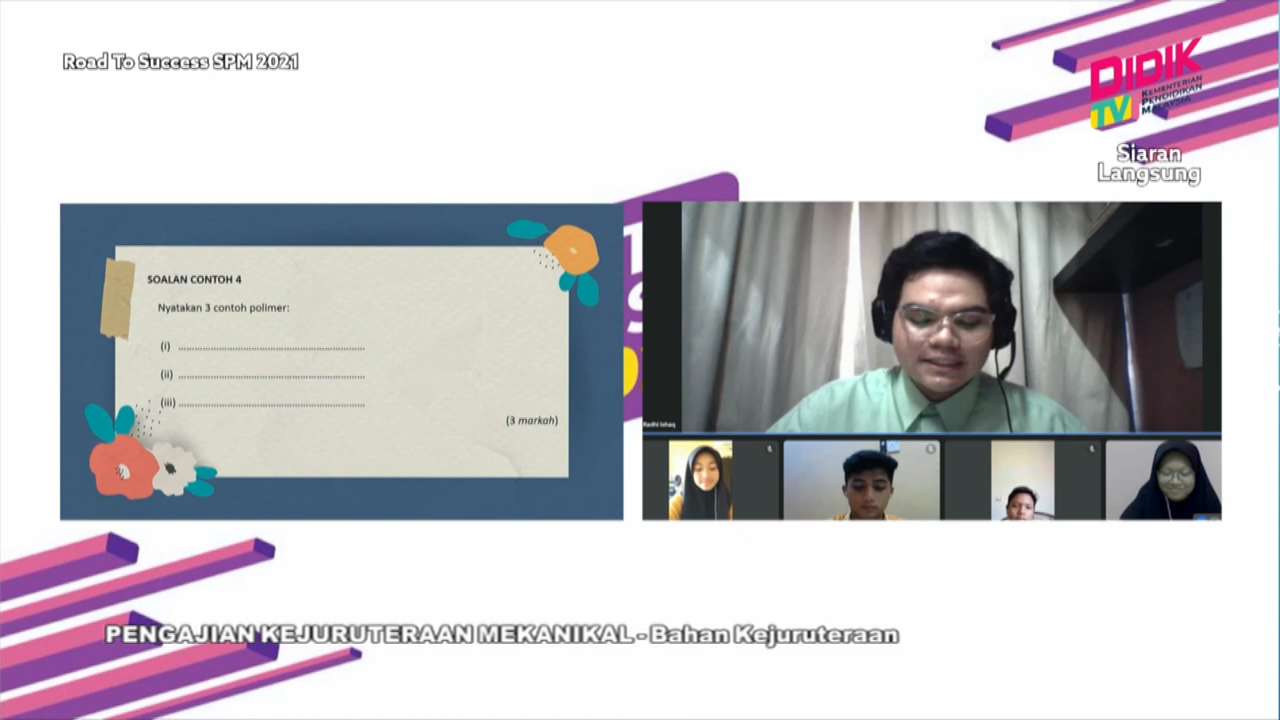 Road To Success SPM 2021
DIDIK
TV
KEMENTERIAN
PENDIDIKAN
MALAYSIA
Siaran
Langsung
SOALAN CONTOH 4
Nyatakan 3 contoh polimer:
(i) ................................................................
(ii) ................................................................
(iii) ................................................................
(3 markah)
Radhi Ishaq
PENGAJIAN KEJURUTERAAN MEKANIKAL - Bahan Kejuruteraan